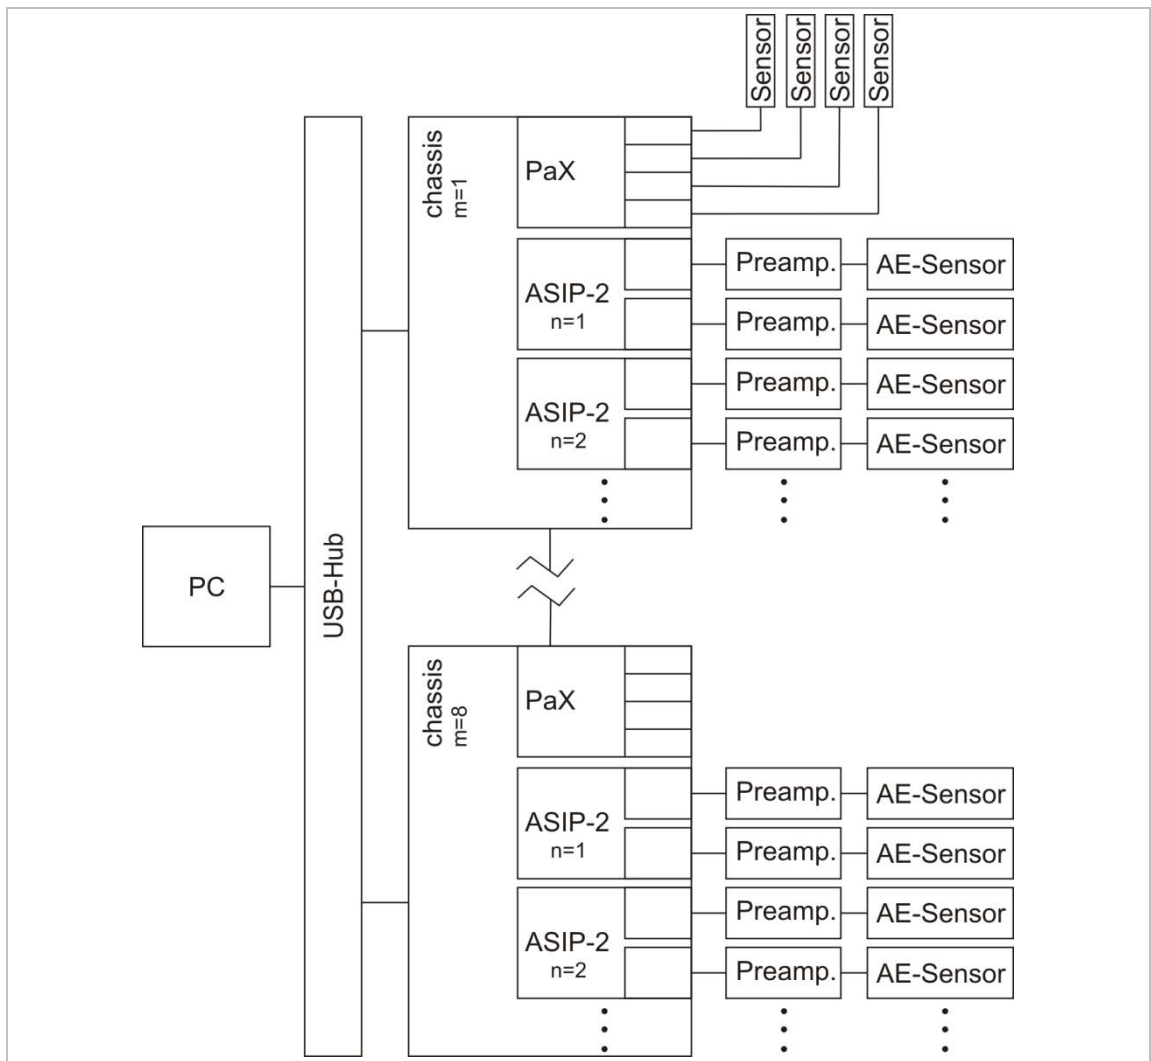 Sensor
Sensor
Sensor
Sensor
chassis
m=1
PaX
ASIP-2
n=1
Preamp.
AE-Sensor
Preamp.
AE-Sensor
ASIP-2
n=2
Preamp.
AE-Sensor
Preamp.
AE-Sensor
PC
USB-Hub
chassis
m=8
PaX
ASIP-2
n=1
Preamp.
AE-Sensor
Preamp.
AE-Sensor
ASIP-2
n=2
Preamp.
AE-Sensor
Preamp.
AE-Sensor